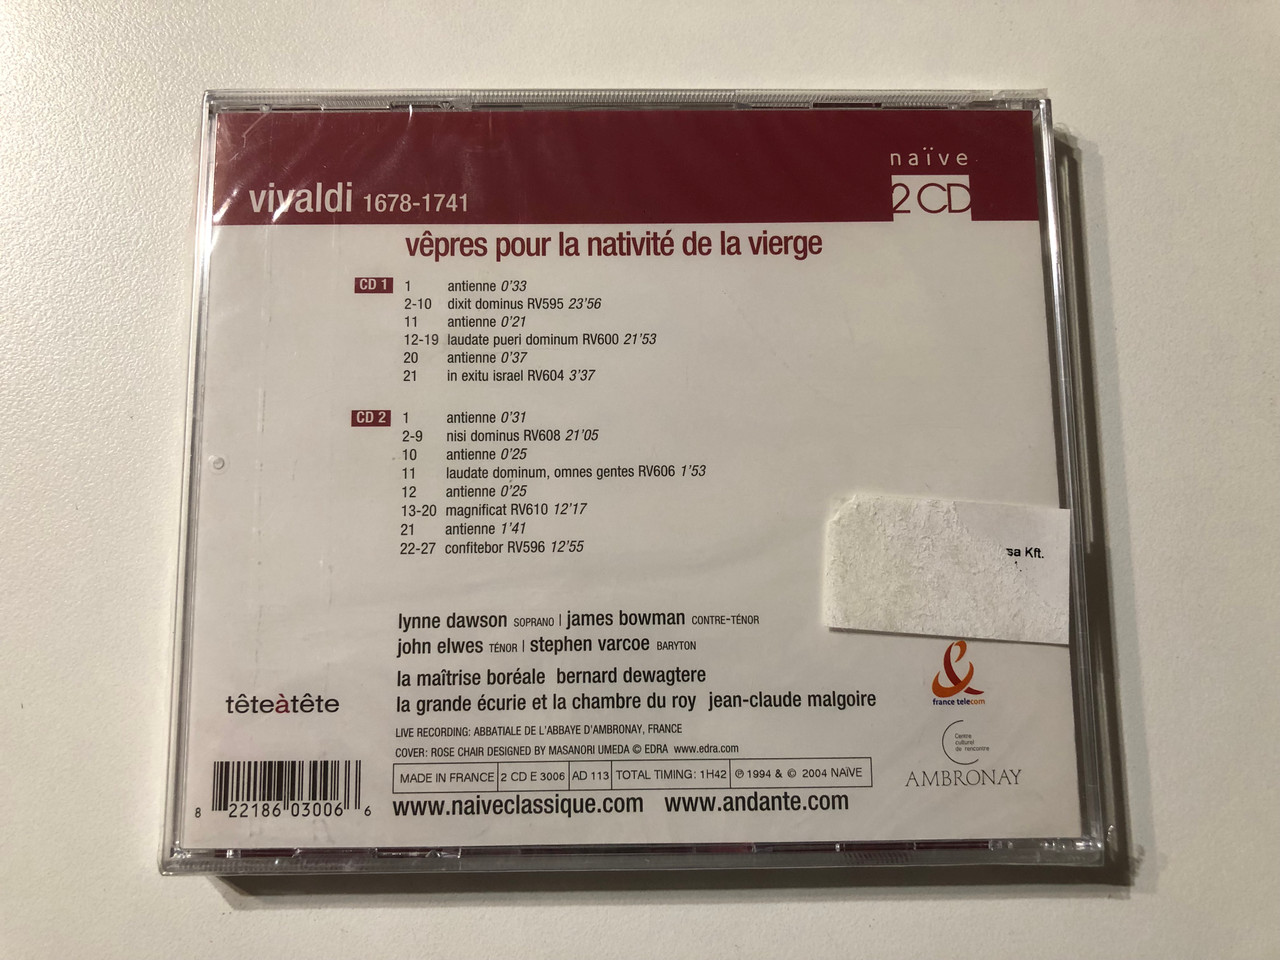 naïve
2 CD
vivaldi 1678-1741
vêpres pour la nativité de la vierge
CD 1
1 antienne 0'33
2-10 dixit dominus RV595 23'56
11 antienne 0'21
12-19 laudate pueri dominum RV600 21'53
20 antienne 0'37
21 in exitu israel RV604 3'37
CD 2
1 antienne 0'31
2-9 nisi dominus RV608 21'05
10 antienne 0'25
11 laudate dominum, omnes gentes RV606 1'53
12 antienne 0'25
13-20 magnificat RV610 12'17
21 antienne 1'41
22-27 confitebor RV596 12'55
sa Kft.
lynne dawson SOPRANO | james bowman CONTRE-TÉNOR
john elwes TÉNOR | stephen varcoe BARYTON
la maîtrise boréale bernard dewagtere
la grande écurie et la chambre du roy jean-claude malgoire
têteàtête
france telecom
LIVE RECORDING: ABBATIALE DE L'ABBAYE D'AMBRONAY, FRANCE
COVER: ROSE CHAIR DESIGNED BY MASANORI UMEDA © EDRA www.edra.com
Centre
culturel
de rencontre
AMBRONAY
MADE IN FRANCE | 2 CD E 3006 | AD 113 | TOTAL TIMING: 1H42 | ℗ 1994 & © 2004 NAÏVE
www.naiveclassique.com www.andante.com
8 22186 03006 6